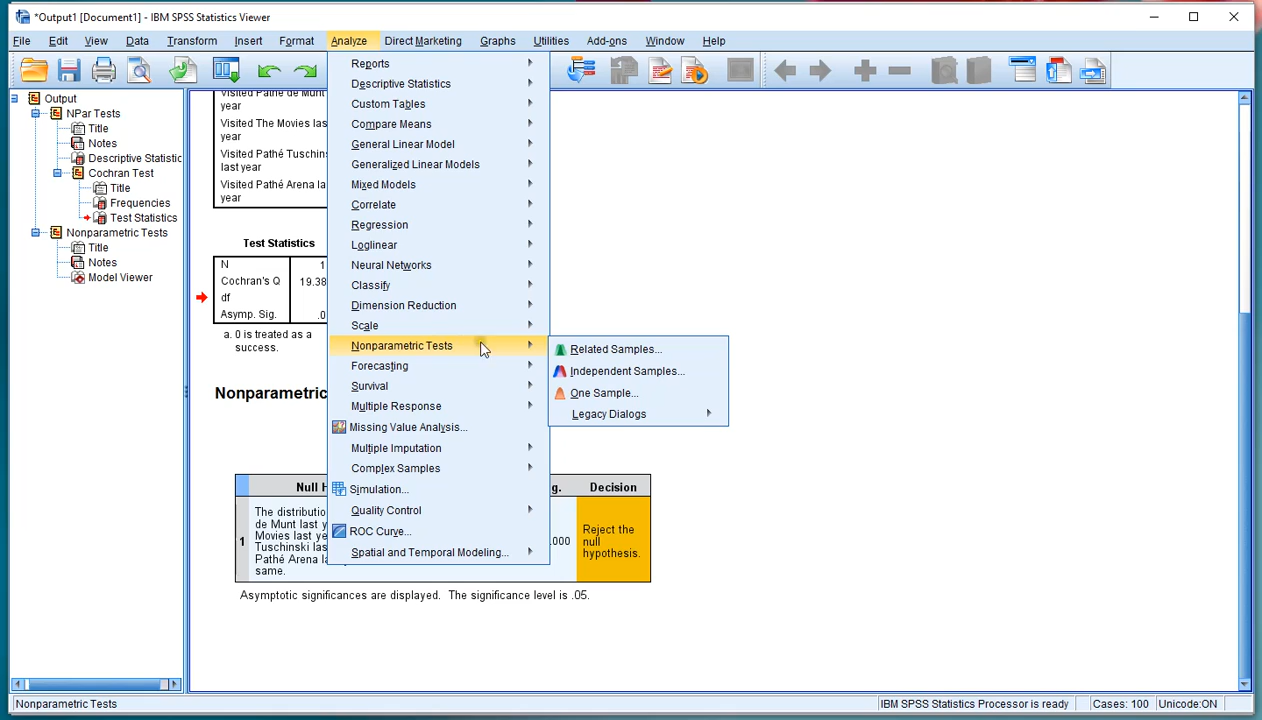 *Output1 [Document1] - IBM SPSS Statistics Viewer
File Edit View Data Transform Insert Format Analyze Direct Marketing Graphs Utilities Add-ons Window Help
Output
NPar Tests
Title
Notes
Descriptive Statistic
Cochran Test
Title
Frequencies
Test Statistics
Nonparametric Tests
Title
Notes
Model Viewer
Visited Pathé de Munt
year
Visited The Movies last
year
Visited Pathé Tuschins
last year
Visited Pathé Arena la
year
Test Statistics
N 1
Cochran's Q 19.38
df
Asymp. Sig. .0
a. 0 is treated as a
success.
Nonparametric
Null H
g.
Decision
1
The distributio
de Munt last y
Movies last ye
Tuschinski las
Pathé Arena l
same.
.000
Reject the
null
hypothesis.
Asymptotic significances are displayed. The significance level is .05.
Reports
Descriptive Statistics
Custom Tables
Compare Means
General Linear Model
Generalized Linear Models
Mixed Models
Correlate
Regression
Loglinear
Neural Networks
Classify
Dimension Reduction
Scale
Nonparametric Tests
Forecasting
Survival
Multiple Response
Missing Value Analysis...
Multiple Imputation
Complex Samples
Simulation...
Quality Control
ROC Curve...
Spatial and Temporal Modeling...
Related Samples...
Independent Samples...
One Sample...
Legacy Dialogs
Nonparametric Tests
IBM SPSS Statistics Processor is ready
Cases: 100
Unicode:ON